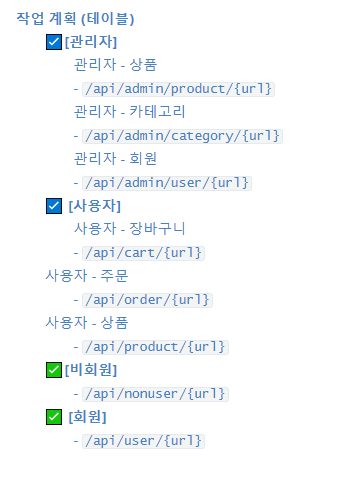 작업 계획 (테이블)
☑ [관리자]
관리자 - 상품
- /api/admin/product/{url}
관리자 - 카테고리
- /api/admin/category/{url}
관리자 - 회원
- /api/admin/user/{url}
☑ [사용자]
사용자 - 장바구니
- /api/cart/{url}
사용자 - 주문
- /api/order/{url}
사용자 - 상품
- /api/product/{url}
✅ [비회원]
- /api/nonuser/{url}
✅ [회원]
- /api/user/{url}